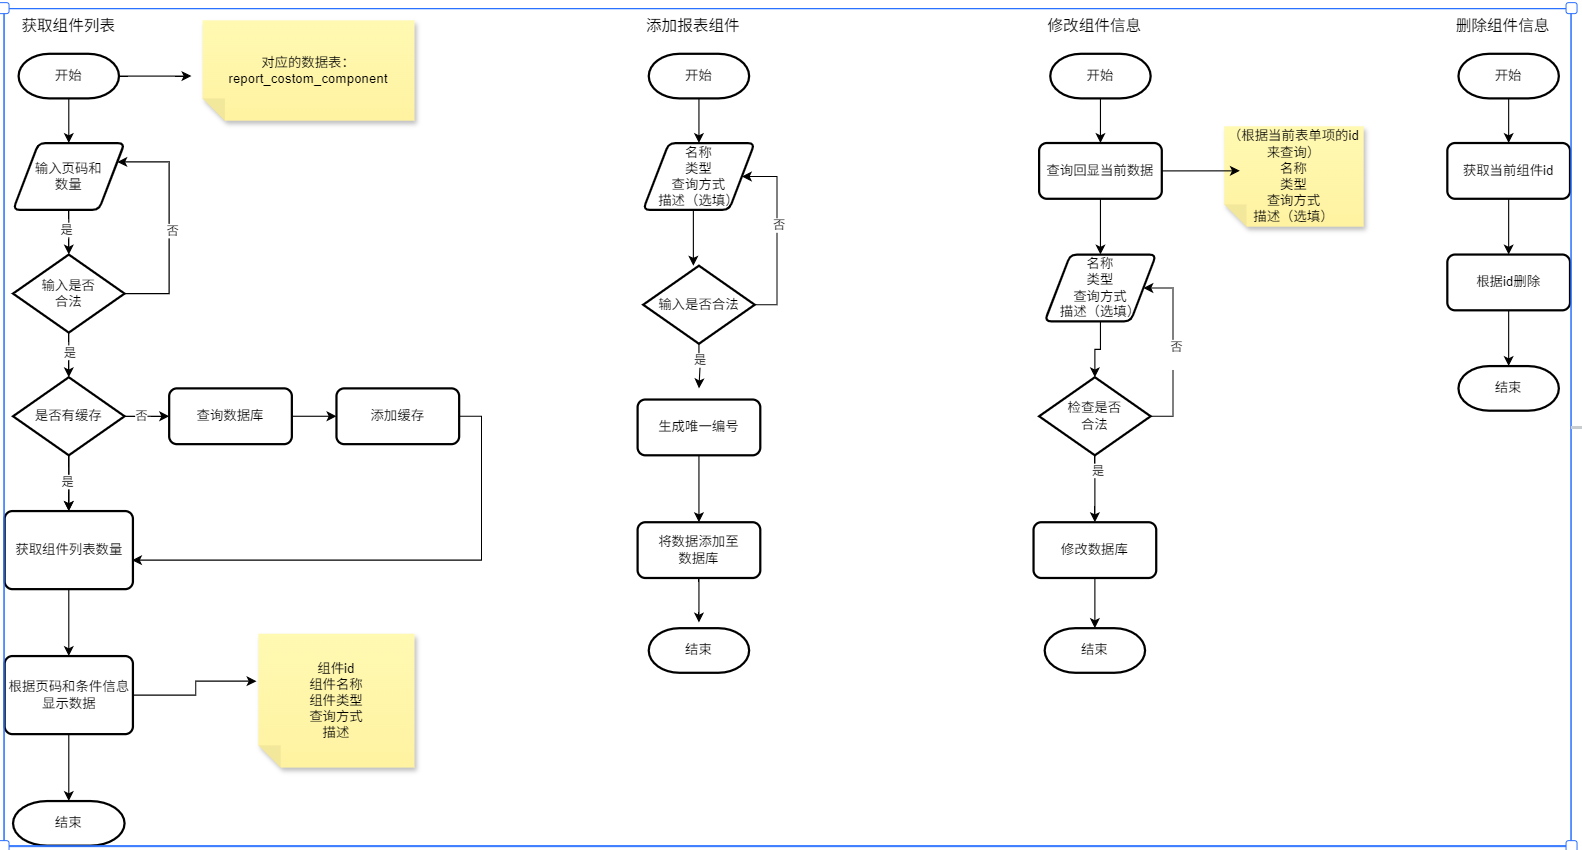 获取组件列表
开始
对应的数据表：
report_costom_component
输入页码和
数量
是
否
输入是否
合法
是
是否有缓存
否
查询数据库
添加缓存
是
获取组件列表数量
根据页码和条件信息
显示数据
组件id
组件名称
组件类型
查询方式
描述
结束
添加报表组件
开始
名称
类型
查询方式
描述（选填）
否
输入是否合法
是
生成唯一编号
将数据添加至
数据库
结束
修改组件信息
开始
查询回显当前数据
（根据当前表单项的id
来查询）
名称
类型
查询方式
描述（选填）
名称
类型
查询方式
描述（选填）
否
检查是否
合法
是
修改数据库
结束
删除组件信息
开始
获取当前组件id
根据id删除
结束